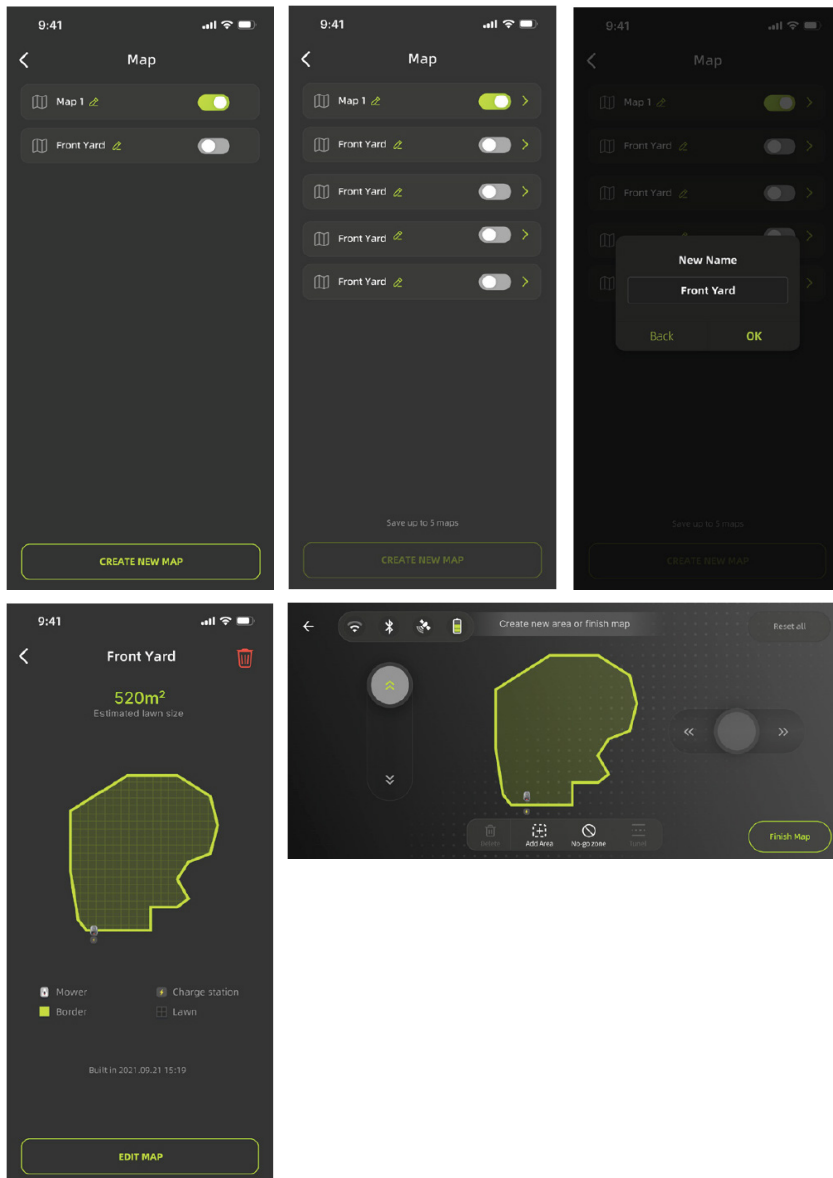 9:41
Map
Map 1
Front Yard
CREATE NEW MAP
9:41
Map
Map 1
Front Yard
Front Yard
Front Yard
Front Yard
Save up to 5 maps
CREATE NEW MAP
9:41
Map
Map 1
Front Yard
Front Yard
New Name
Front Yard
Back OK
Save up to 5 maps
CREATE NEW MAP
9:41
Front Yard
520m²
Estimated lawn size
Mower Charge station
Border Lawn
Built in 2021.09.21 15:19
EDIT MAP
Create new area or finish map
Reset all
Delete Add Area No-go zone Tunel
Finish Map